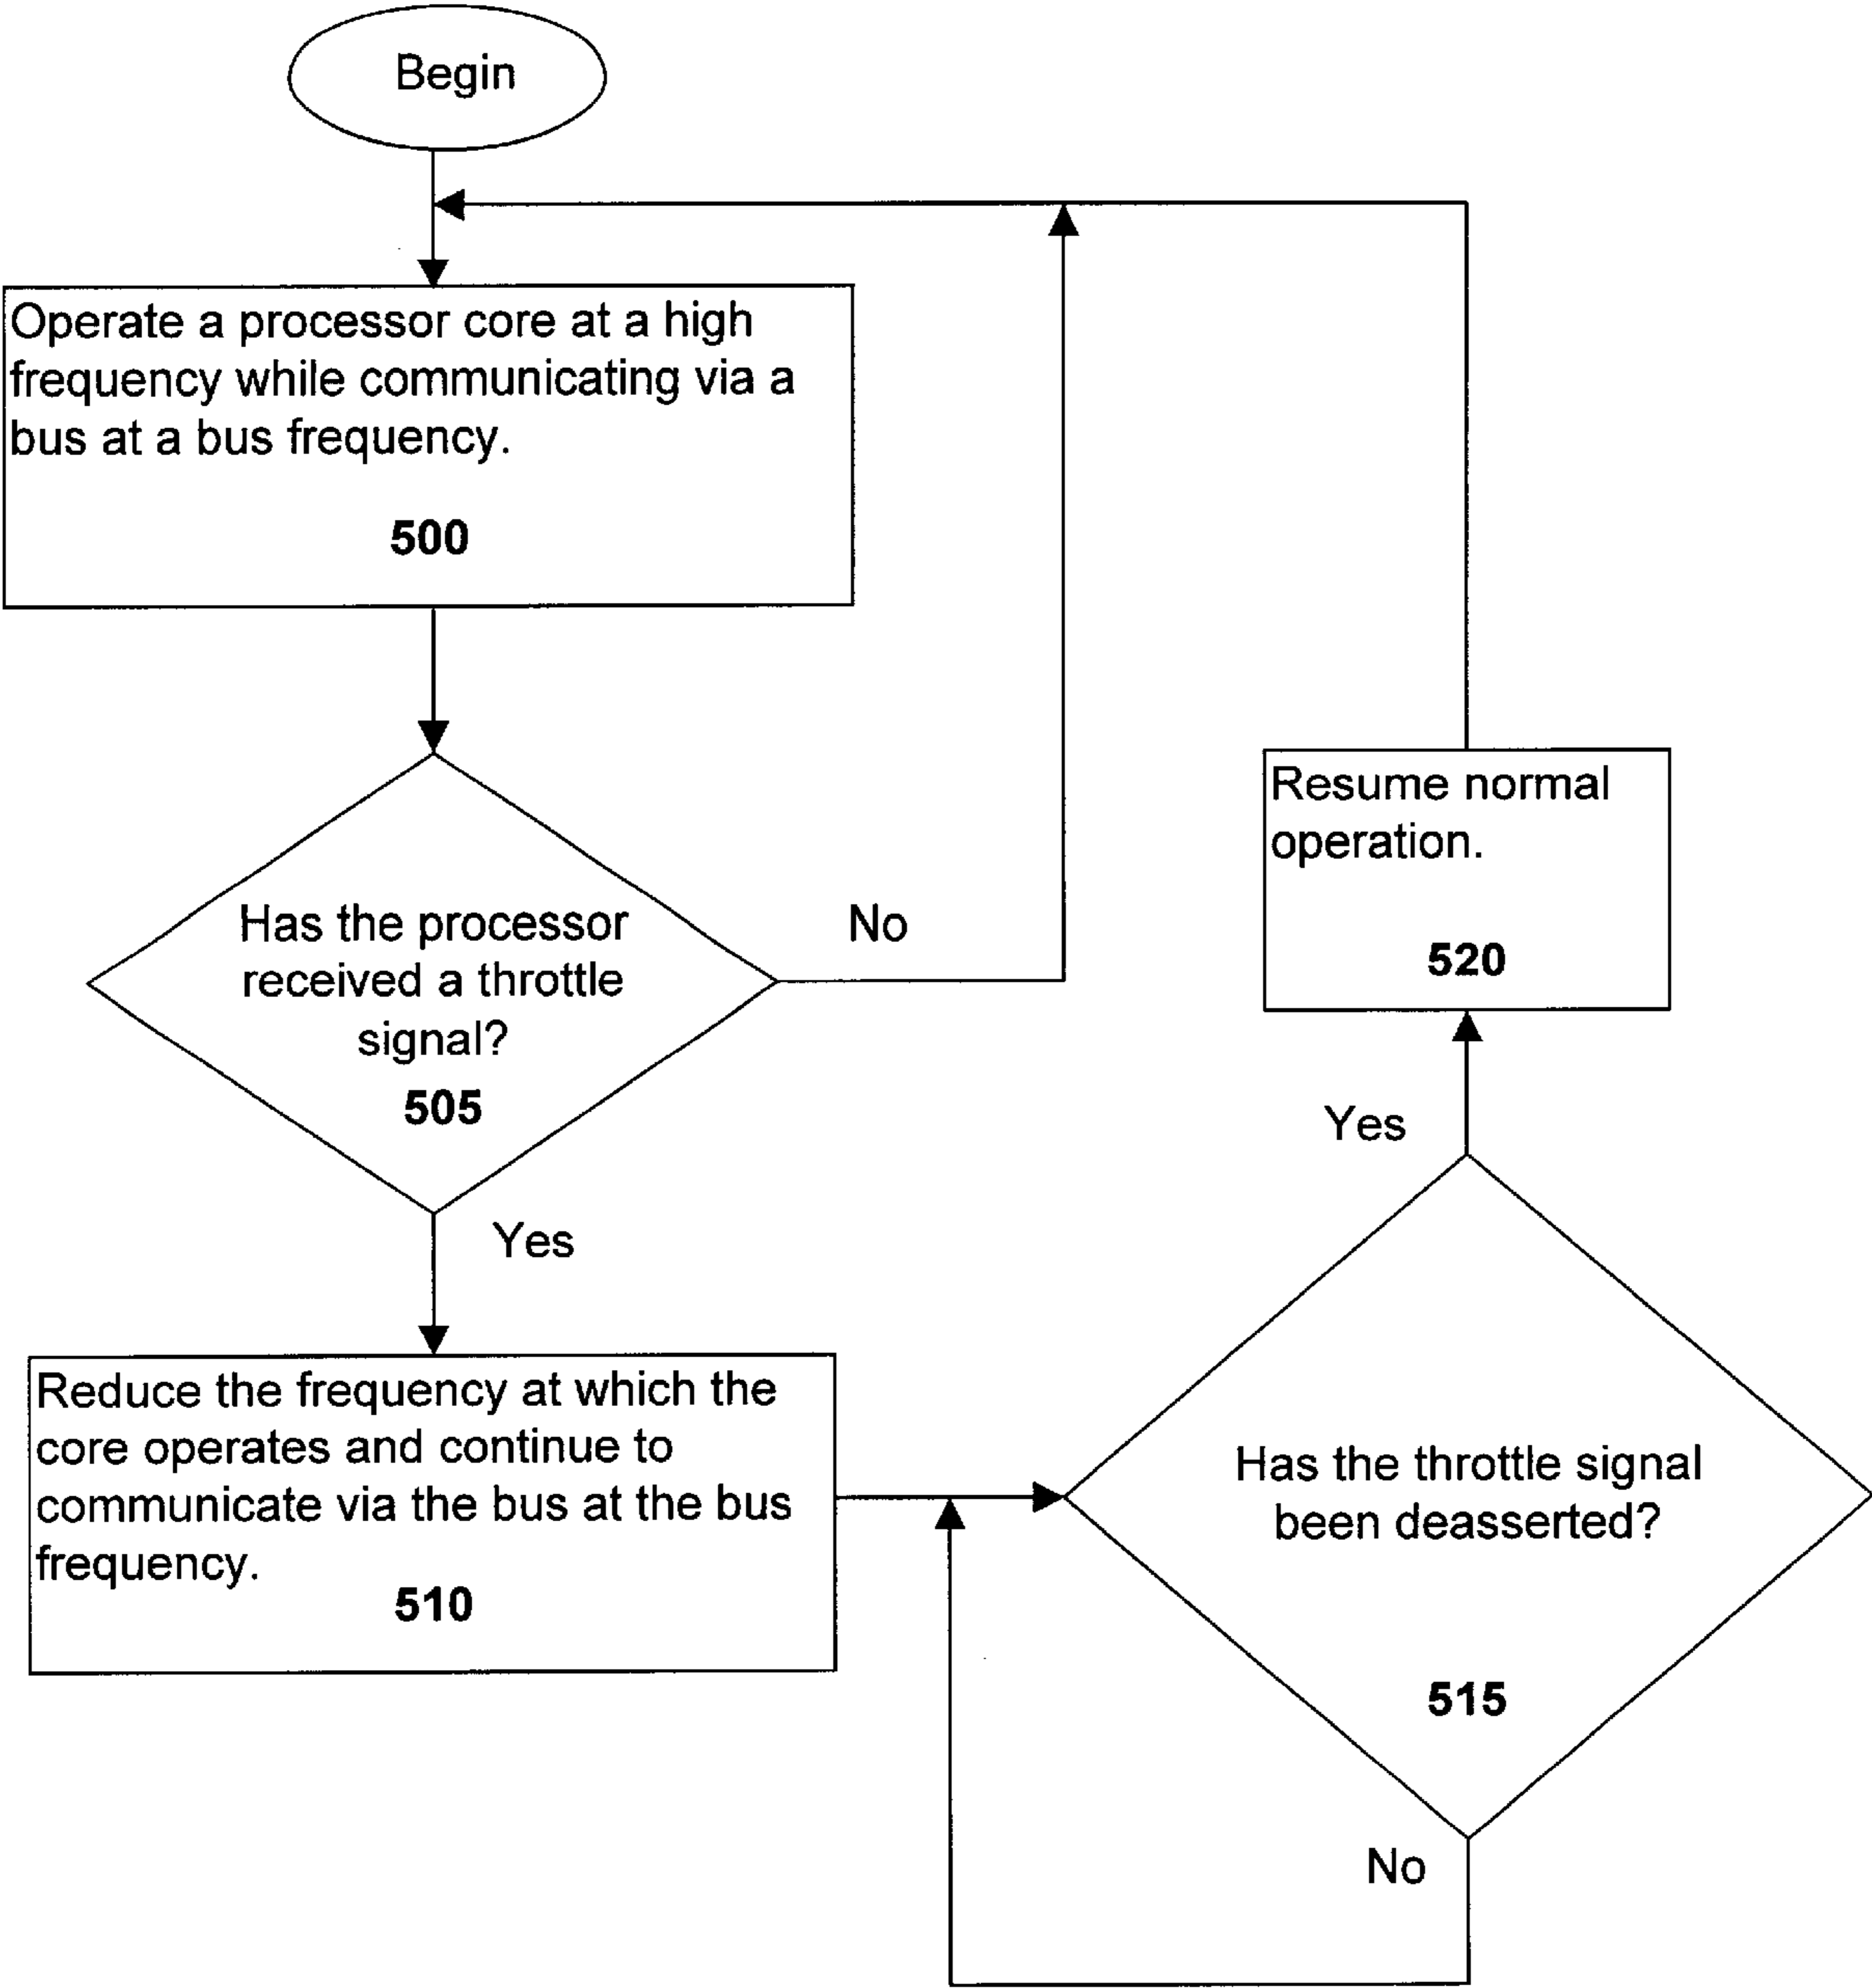 Begin
Operate a processor core at a high
frequency while communicating via a
bus at a bus frequency.
500
Has the processor
received a throttle
signal?
505
No
Yes
Reduce the frequency at which the
core operates and continue to
communicate via the bus at the bus
frequency.
510
Has the throttle signal
been deasserted?
515
No
Yes
Resume normal
operation.
520